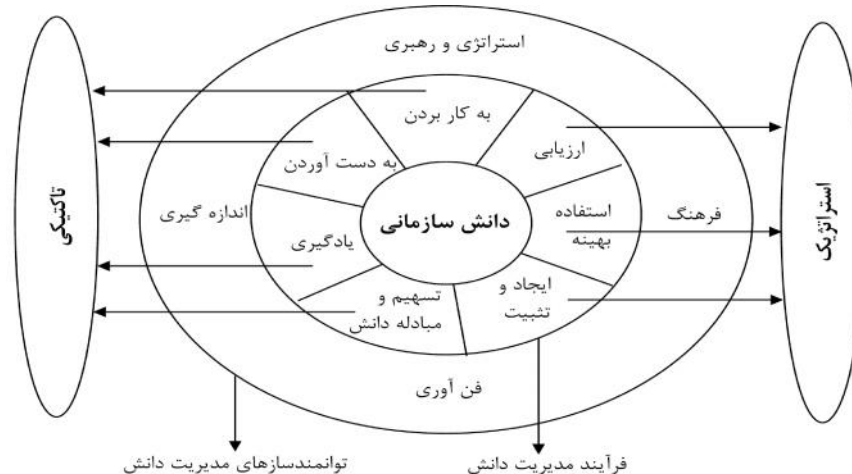 استراتژی و رهبری
به کار بردن
ارزیابی
به دست آوردن
استراتژیک
فرهنگ
استفاده
بهینه
دانش سازمانی
اندازه گیری
تاکتیکی
یادگیری
ایجاد و
تثبیت
تسهیم و
مبادله دانش
فن آوری
فرآیند مدیریت دانش
توانمندسازهای مدیریت دانش